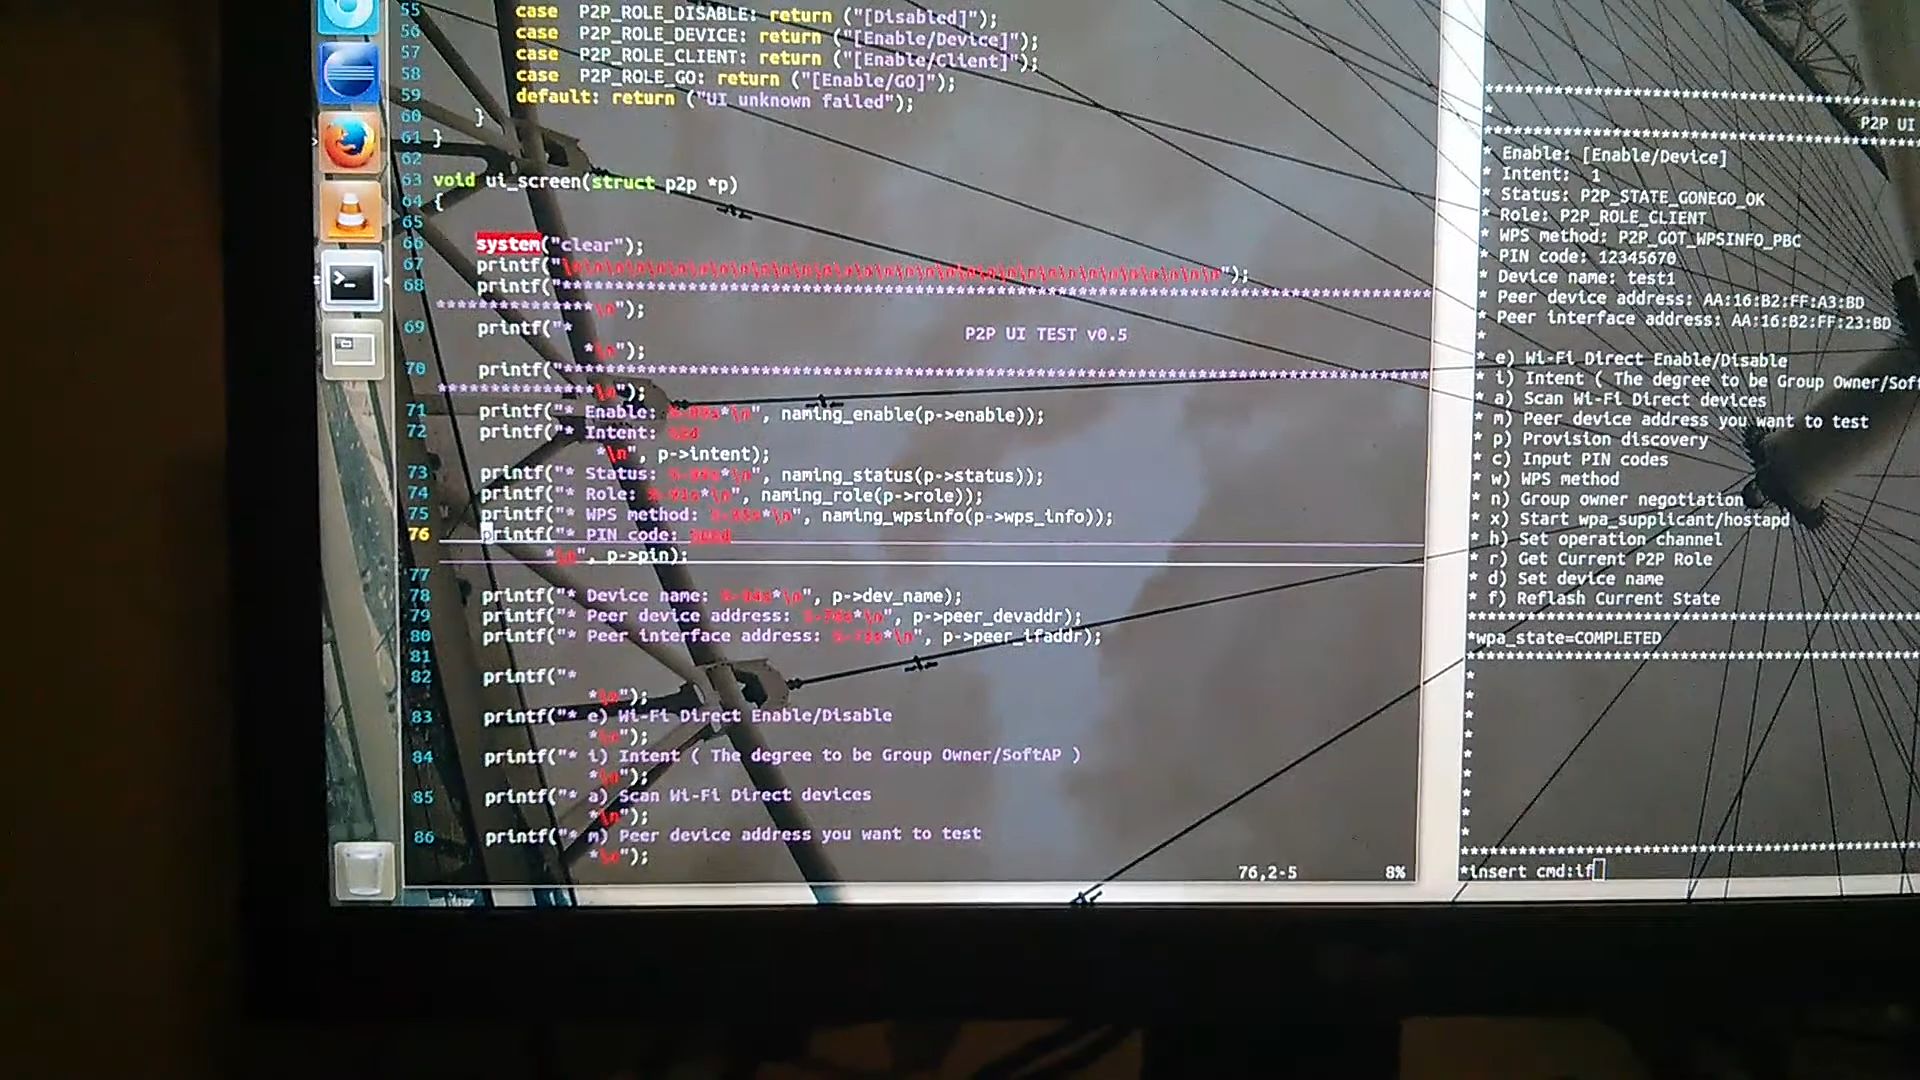 55 case P2P_ROLE_DISABLE: return ("[Disabled]");
56 case P2P_ROLE_DEVICE: return ("[Enable/Device]");
57 case P2P_ROLE_CLIENT: return ("[Enable/Client]");
58 case P2P_ROLE_GO: return ("[Enable/GO]");
59 default: return ("UI unknown failed");
60 }
61 }
62
63 void ui_screen(struct p2p *p)
64 {
65
66 system("clear");
67 printf("
68 printf("
\n");
69 printf("* P2P UI TEST v0.5
*\n");
70 printf("
\n");
71 printf("* Enable: *\n", naming_enable(p->enable));
72 printf("* Intent:
*\n", p->intent);
73 printf("* Status: *\n", naming_status(p->status));
74 printf("* Role: *\n", naming_role(p->role));
75 printf("* WPS method: *\n", naming_wpsinfo(p->wps_info));
76 printf("* PIN code:
*\n", p->pin);
77
78 printf("* Device name: *\n", p->dev_name);
79 printf("* Peer device address: *\n", p->peer_devaddr);
80 printf("* Peer interface address: *\n", p->peer_ifaddr);
81
82 printf("*
*\n");
83 printf("* e) Wi-Fi Direct Enable/Disable
*\n");
84 printf("* i) Intent ( The degree to be Group Owner/SoftAP )
*\n");
85 printf("* a) Scan Wi-Fi Direct devices
*\n");
86 printf("* m) Peer device address you want to test
*\n");
76,2-5 8%
P2P UI
* Enable: [Enable/Device]
* Intent: 1
* Status: P2P_STATE_GONEGO_OK
* Role: P2P_ROLE_CLIENT
* WPS method: P2P_GOT_WPSINFO_PBC
* PIN code: 12345670
* Device name: test1
* Peer device address: AA:16:B2:FF:A3:BD
* Peer interface address: AA:16:B2:FF:23:BD
*
* e) Wi-Fi Direct Enable/Disable
* i) Intent ( The degree to be Group Owner/Sof
* a) Scan Wi-Fi Direct devices
* m) Peer device address you want to test
* p) Provision discovery
* c) Input PIN codes
* w) WPS method
* n) Group owner negotiation
* x) Start wpa_supplicant/hostapd
* h) Set operation channel
* r) Get Current P2P Role
* d) Set device name
* f) Reflash Current State
*wpa_state=COMPLETED
*insert cmd:if